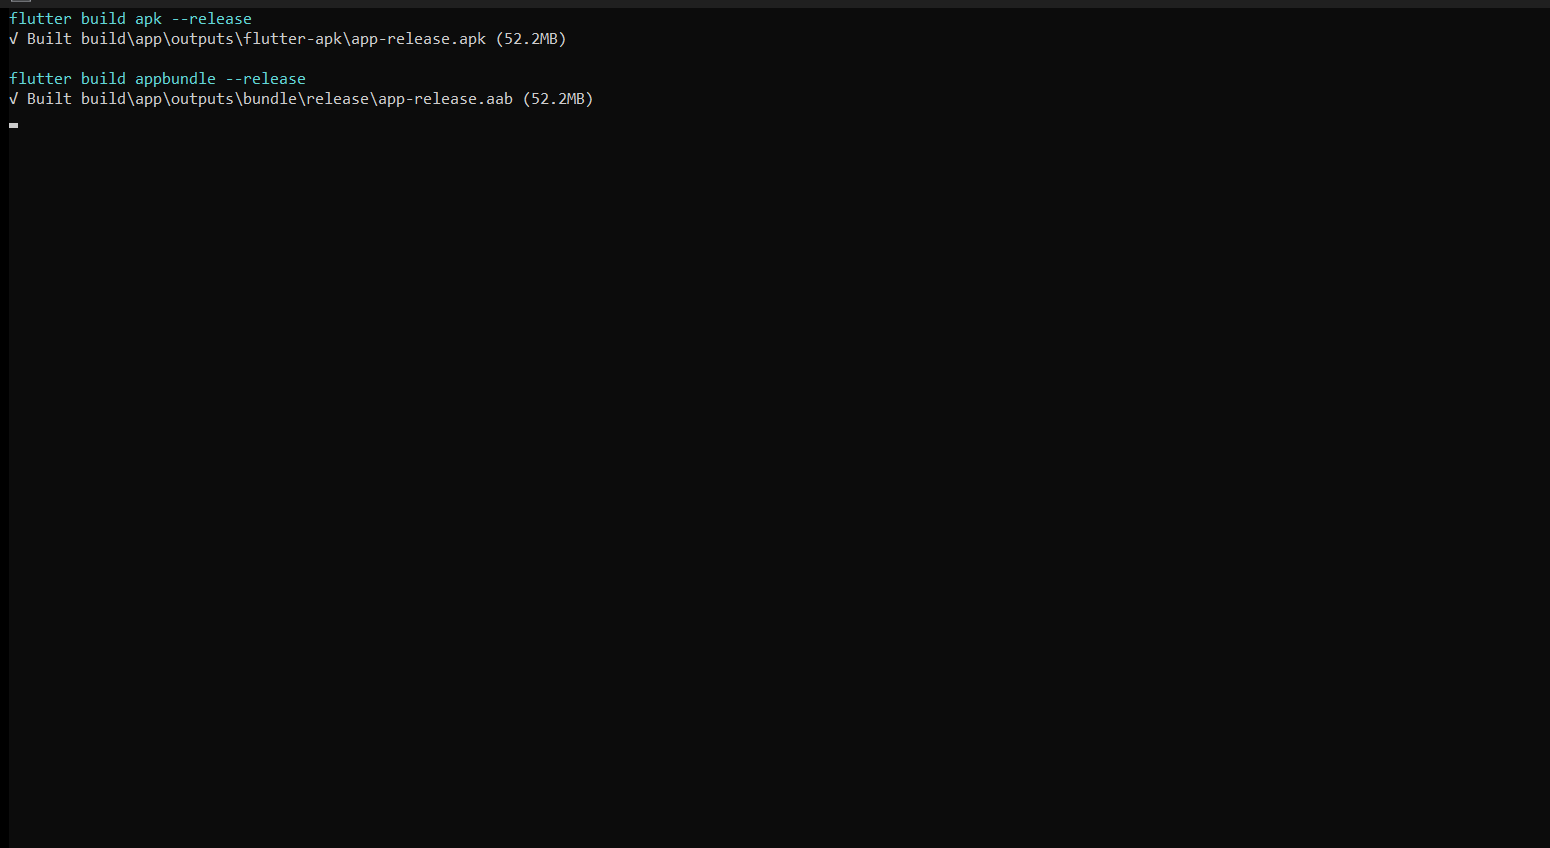 flutter build apk --release
√ Built build\app\outputs\flutter-apk\app-release.apk (52.2MB)
flutter build appbundle --release
√ Built build\app\outputs\bundle\release\app-release.aab (52.2MB)